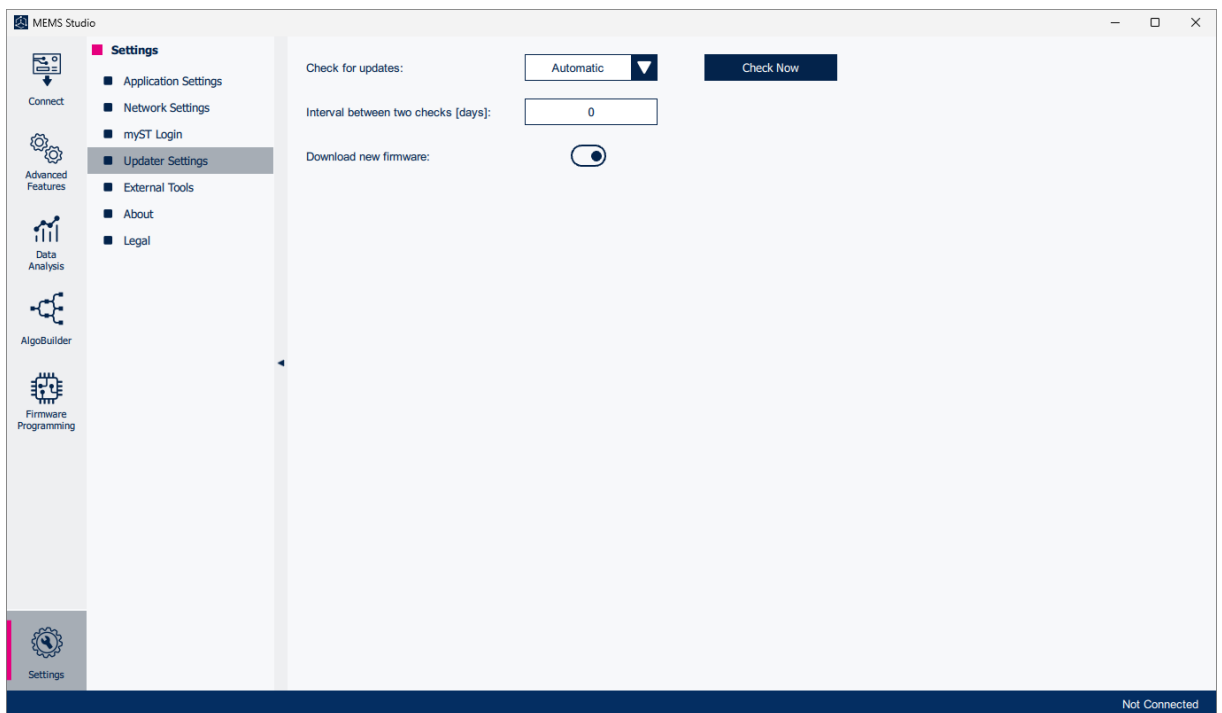 MEMS Studio
Connect
Advanced
Features
Data
Analysis
AlgoBuilder
Firmware
Programming
Settings
Settings
Application Settings
Network Settings
myST Login
Updater Settings
External Tools
About
Legal
Check for updates:
Automatic
Check Now
Interval between two checks [days]:
0
Download new firmware:
Not Connected